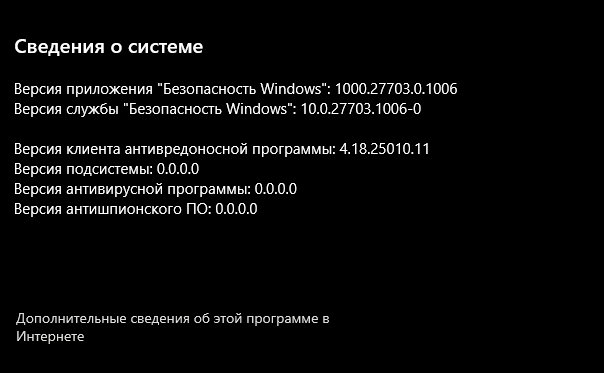 Сведения о системе
Версия приложения "Безопасность Windows": 1000.27703.0.1006
Версия службы "Безопасность Windows": 10.0.27703.1006-0
Версия клиента антивредоносной программы: 4.18.25010.11
Версия подсистемы: 0.0.0.0
Версия антивирусной программы: 0.0.0.0
Версия антишпионского ПО: 0.0.0.0
Дополнительные сведения об этой программе в
Интернете